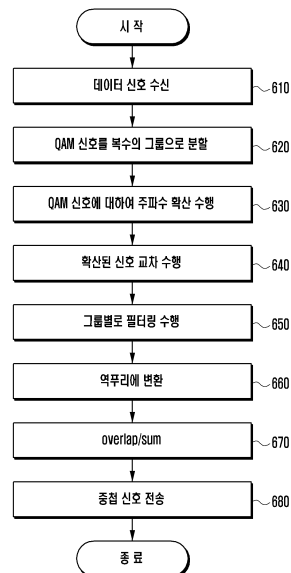 시 작
데이터 신호 수신
610
QAM 신호를 복수의 그룹으로 분할
620
QAM 신호에 대하여 주파수 확산 수행
630
확산된 신호 교차 수행
640
그룹별로 필터링 수행
650
역푸리에 변환
660
overlap/sum
670
중첩 신호 전송
680
종 료